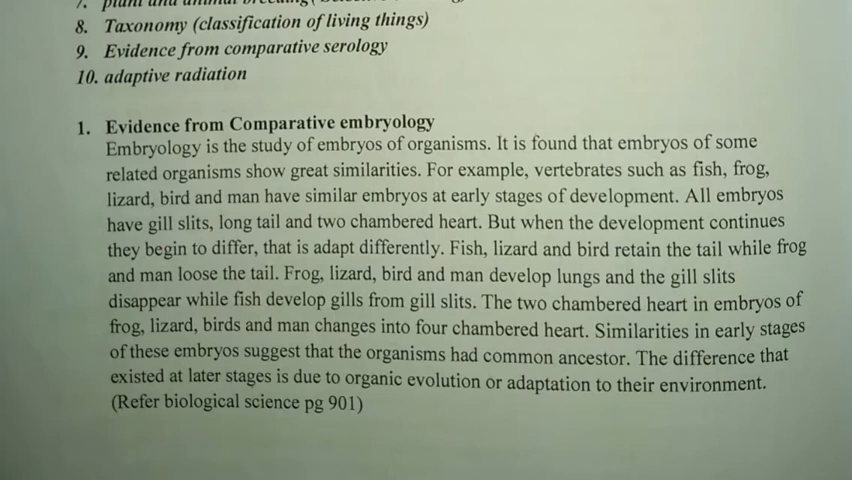 7. plant and animal breeding
8. Taxonomy (classification of living things)
9. Evidence from comparative serology
10. adaptive radiation
1. Evidence from Comparative embryology
Embryology is the study of embryos of organisms. It is found that embryos of some
related organisms show great similarities. For example, vertebrates such as fish, frog,
lizard, bird and man have similar embryos at early stages of development. All embryos
have gill slits, long tail and two chambered heart. But when the development continues
they begin to differ, that is adapt differently. Fish, lizard and bird retain the tail while frog
and man loose the tail. Frog, lizard, bird and man develop lungs and the gill slits
disappear while fish develop gills from gill slits. The two chambered heart in embryos of
frog, lizard, birds and man changes into four chambered heart. Similarities in early stages
of these embryos suggest that the organisms had common ancestor. The difference that
existed at later stages is due to organic evolution or adaptation to their environment.
(Refer biological science pg 901)